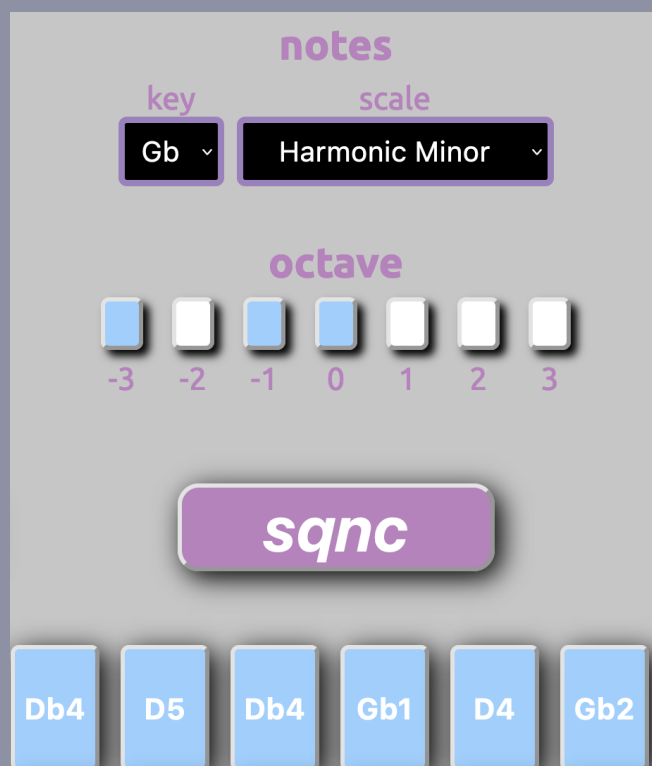 notes
key scale
Gb Harmonic Minor
octave
-3 -2 -1 0 1 2 3
sqnc
Db4 D5 Db4 Gb1 D4 Gb2